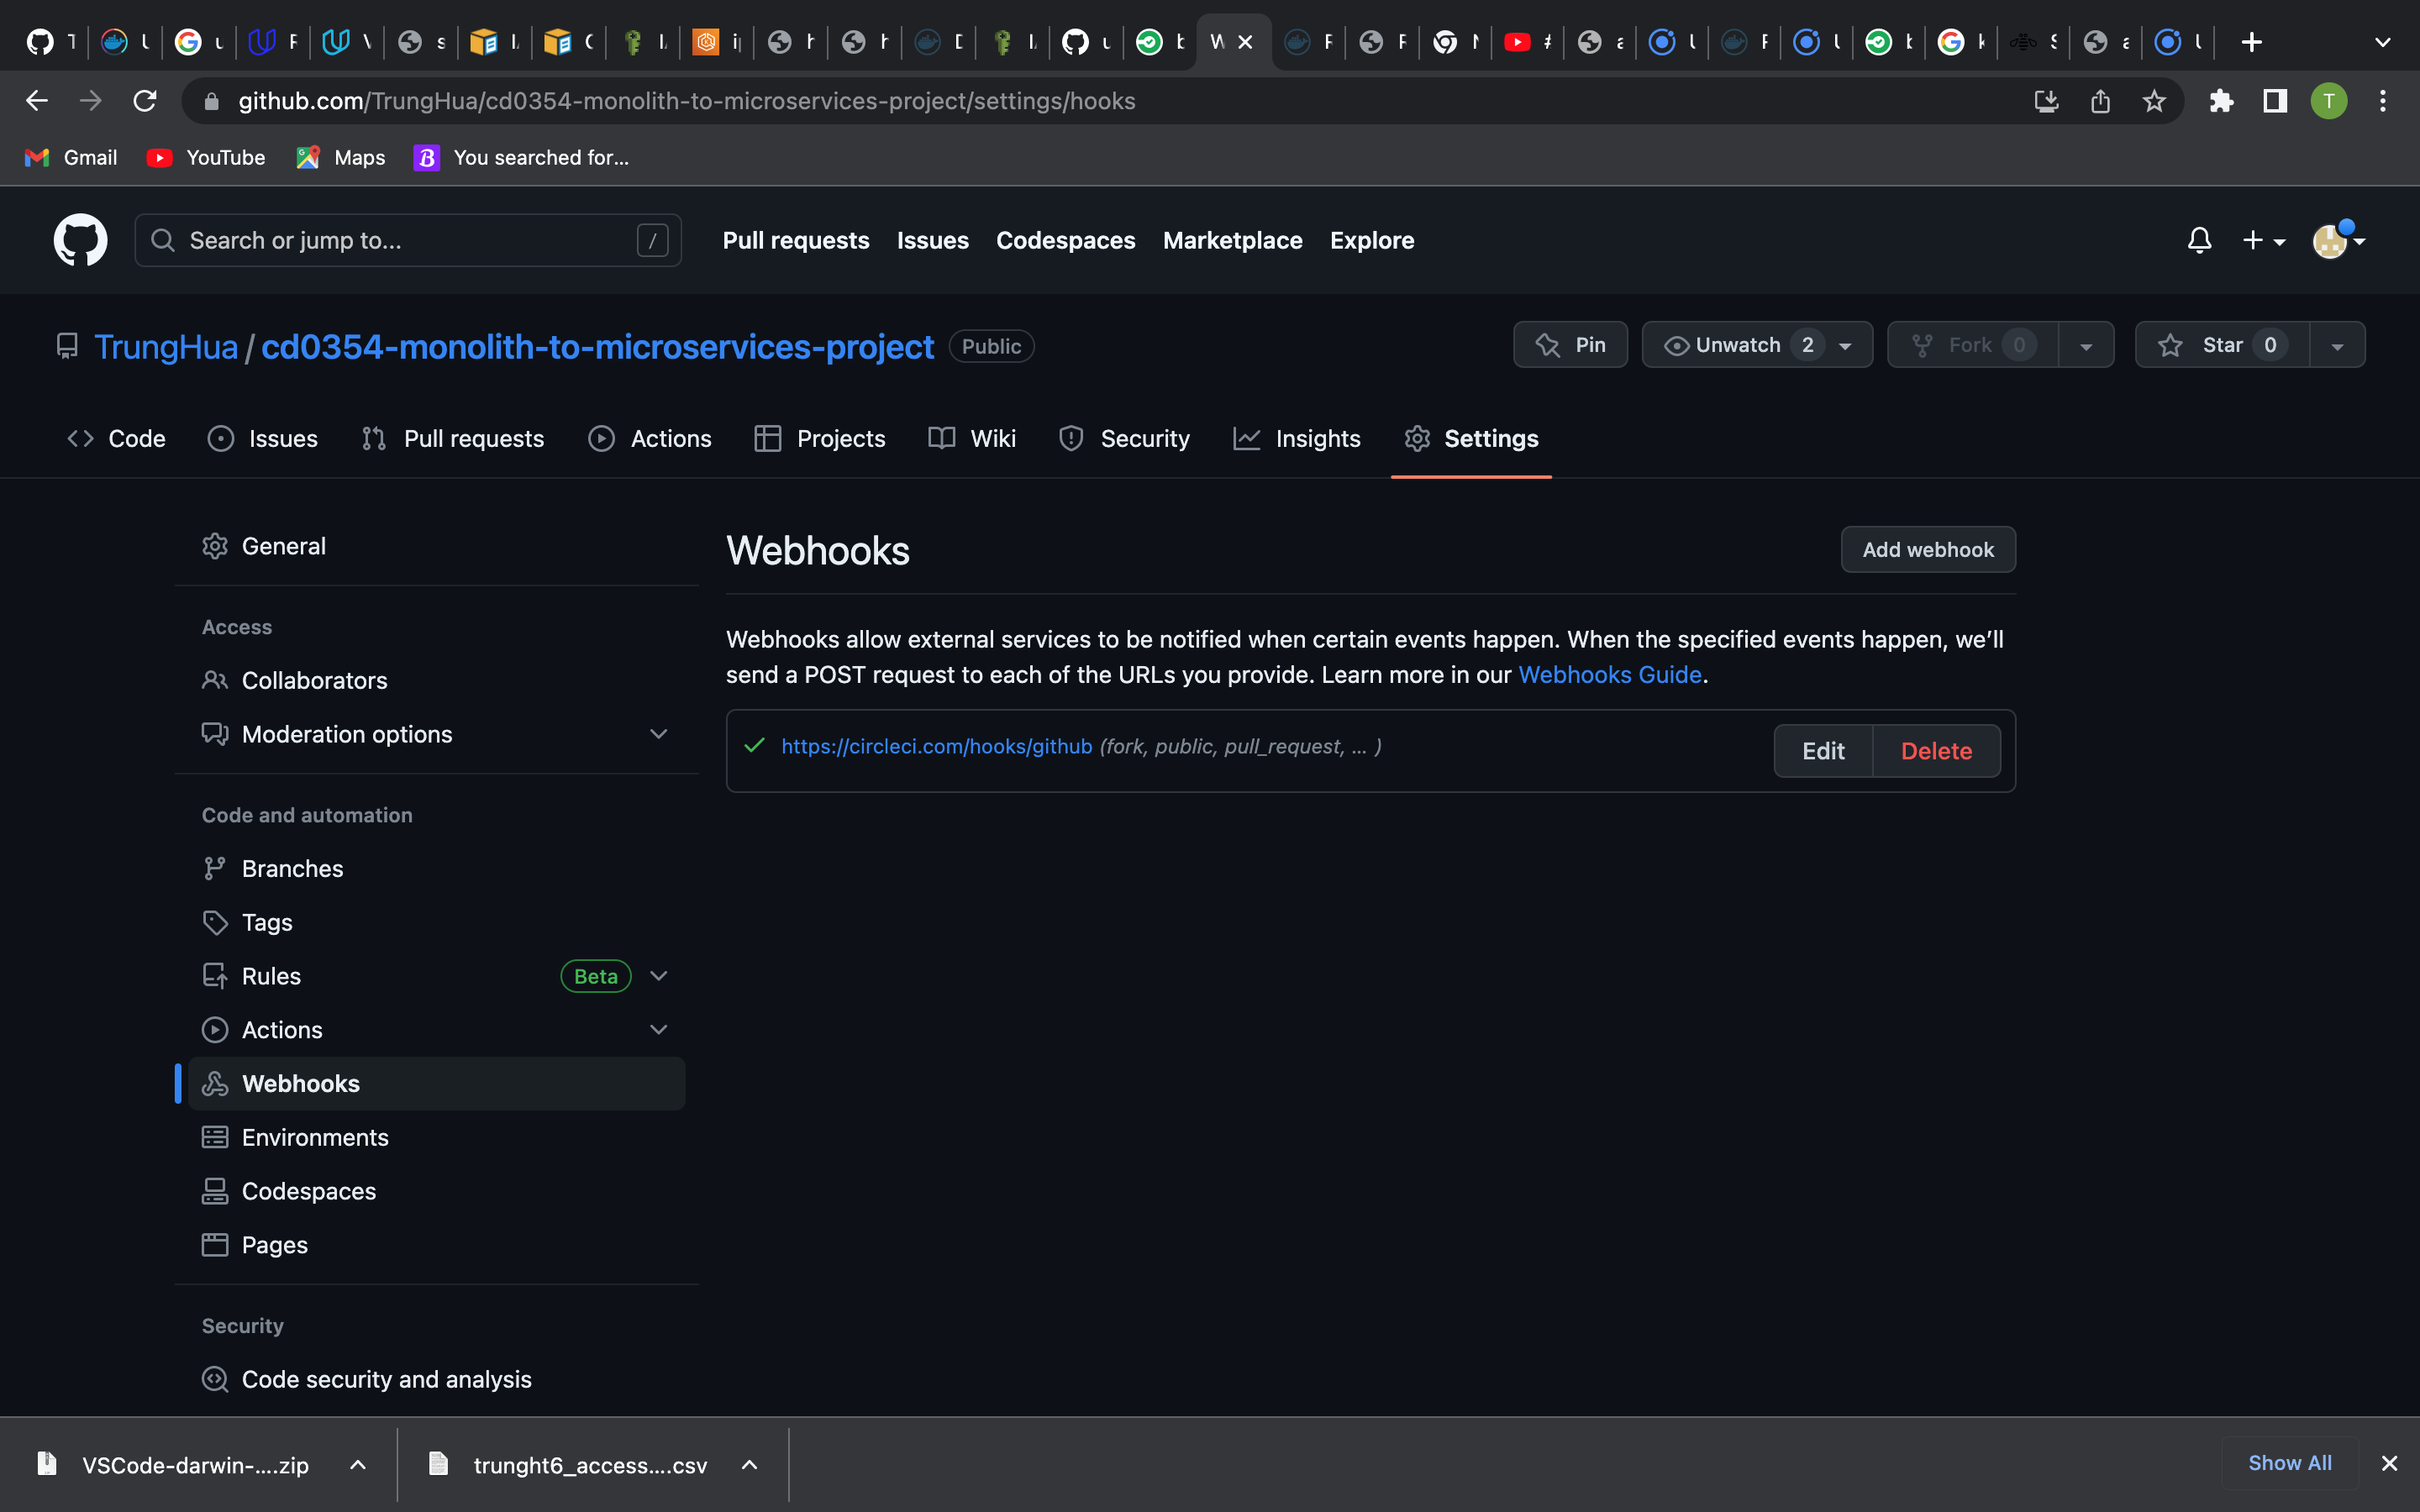 github.com/TrungHua/cd0354-monolith-to-microservices-project/settings/hooks
T
Gmail
YouTube
Maps
You searched for...
Search or jump to...
/
Pull requests
Issues
Codespaces
Marketplace
Explore
TrungHua / cd0354-monolith-to-microservices-project
Public
Pin
Unwatch 2
Fork 0
Star 0
Code
Issues
Pull requests
Actions
Projects
Wiki
Security
Insights
Settings
General
Access
Collaborators
Moderation options
Code and automation
Branches
Tags
Rules Beta
Actions
Webhooks
Environments
Codespaces
Pages
Security
Code security and analysis
Webhooks
Add webhook
Webhooks allow external services to be notified when certain events happen. When the specified events happen, we’ll
send a POST request to each of the URLs you provide. Learn more in our Webhooks Guide.
https://circleci.com/hooks/github (fork, public, pull_request, ... )
Edit
Delete
VSCode-darwin-....zip
trunght6_access....csv
Show All